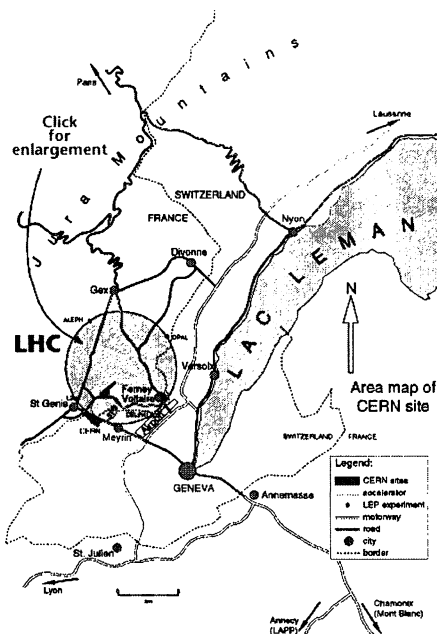 Jura Mountains
Paris
Click
for
enlargement
Lausanne
SWITZERLAND
FRANCE
Nyon
Divonne
LAC LEMAN
Gex
ALEPH
OPAL
N
LHC
Versoix
Area map of
CERN site
Ferney
Voltaire
St Genis
CERN
Meyrin
Airport
SWITZERLAND
FRANCE
GENEVA
Annemasse
Legend:
CERN sites
accelerator
LEP experiment
motorway
road
city
border
St. Julien
Lyon
Annecy
(LAPP)
Chamonix
(Mont Blanc)